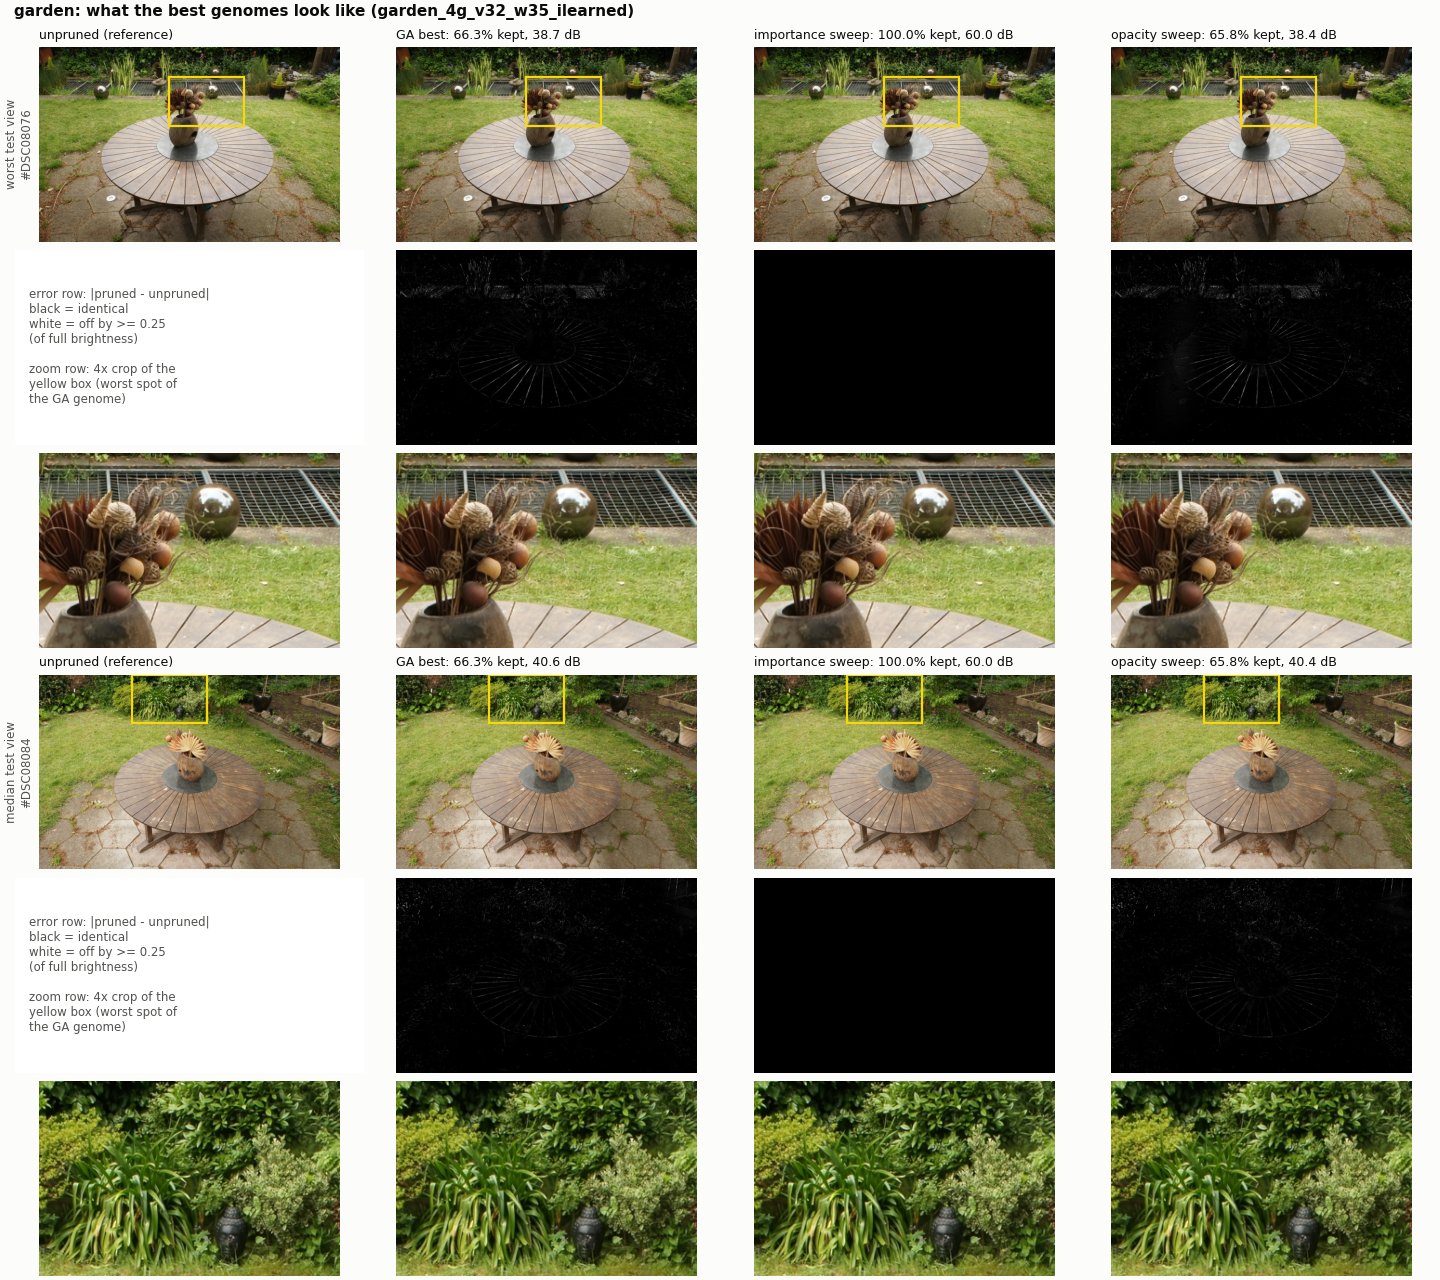 garden: what the best genomes look like (garden_4g_v32_w35_ilearned)
unpruned (reference)
GA best: 66.3% kept, 38.7 dB
importance sweep: 100.0% kept, 60.0 dB
opacity sweep: 65.8% kept, 38.4 dB
worst test view
#DSC08076
error row: |pruned - unpruned|
black = identical
white = off by >= 0.25
(of full brightness)
zoom row: 4x crop of the
yellow box (worst spot of
the GA genome)
unpruned (reference)
GA best: 66.3% kept, 40.6 dB
importance sweep: 100.0% kept, 60.0 dB
opacity sweep: 65.8% kept, 40.4 dB
median test view
#DSC08084
error row: |pruned - unpruned|
black = identical
white = off by >= 0.25
(of full brightness)
zoom row: 4x crop of the
yellow box (worst spot of
the GA genome)